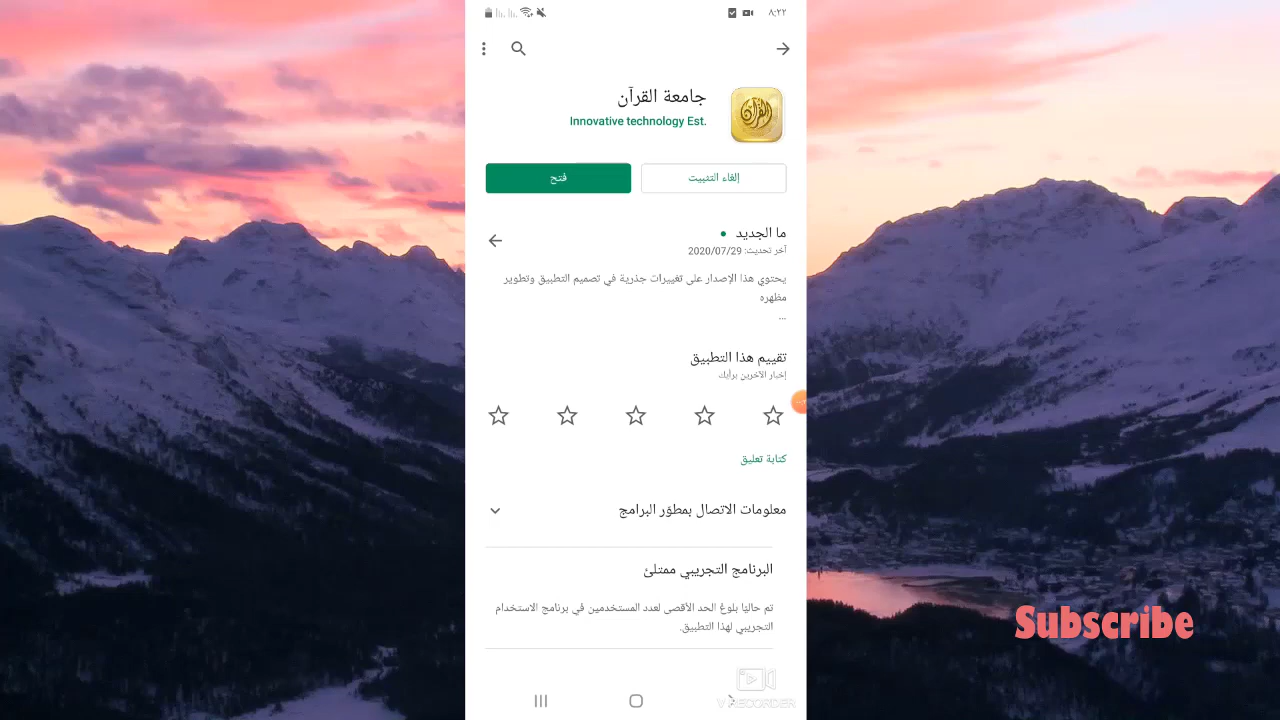 ٨:٢٢
جامعة القرآن
Innovative technology Est.
إلغاء التثبيت
فتح
ما الجديد
آخر تحديث: 2020/07/29
يحتوي هذا الإصدار على تغييرات جذرية في تصميم التطبيق وتطوير
مظهره
...
تقييم هذا التطبيق
إخبار الآخرين برأيك
كتابة تعليق
معلومات الاتصال بمطوّر البرامج
البرنامج التجريبي ممتلئ
تم حاليًا بلوغ الحد الأقصى لعدد المستخدمين في برنامج الاستخدام
التجريبي لهذا التطبيق.
Subscribe
V RECORDER